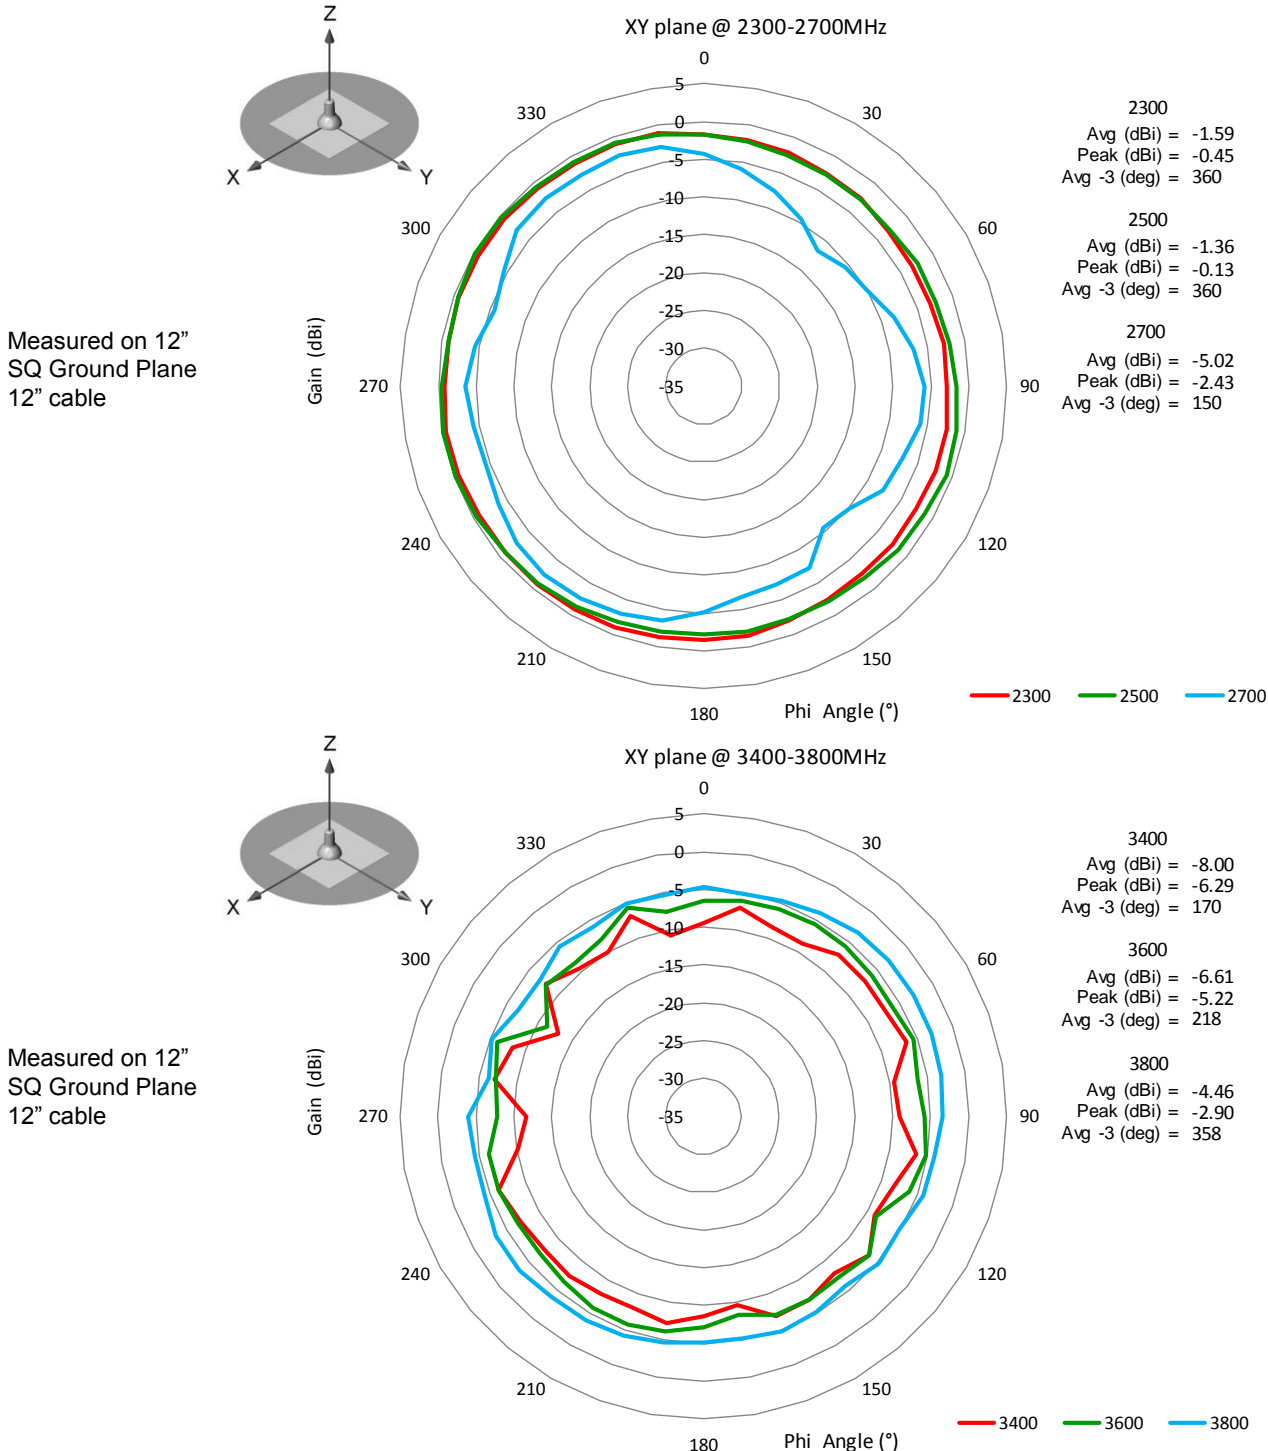 Z
X
Y
XY plane @ 2300-2700MHz
0
30
60
90
120
150
180
210
240
270
300
330
5
0
-5
-10
-15
-20
-25
-30
-35
Gain (dBi)
Phi Angle (°)
Measured on 12”
SQ Ground Plane
12” cable
2300
Avg (dBi) = -1.59
Peak (dBi) = -0.45
Avg -3 (deg) = 360
2500
Avg (dBi) = -1.36
Peak (dBi) = -0.13
Avg -3 (deg) = 360
2700
Avg (dBi) = -5.02
Peak (dBi) = -2.43
Avg -3 (deg) = 150
2300 2500 2700
Z
X
Y
XY plane @ 3400-3800MHz
0
30
60
90
120
150
180
210
240
270
300
330
5
0
-5
-10
-15
-20
-25
-30
-35
Gain (dBi)
Phi Angle (°)
Measured on 12”
SQ Ground Plane
12” cable
3400
Avg (dBi) = -8.00
Peak (dBi) = -6.29
Avg -3 (deg) = 170
3600
Avg (dBi) = -6.61
Peak (dBi) = -5.22
Avg -3 (deg) = 218
3800
Avg (dBi) = -4.46
Peak (dBi) = -2.90
Avg -3 (deg) = 358
3400 3600 3800